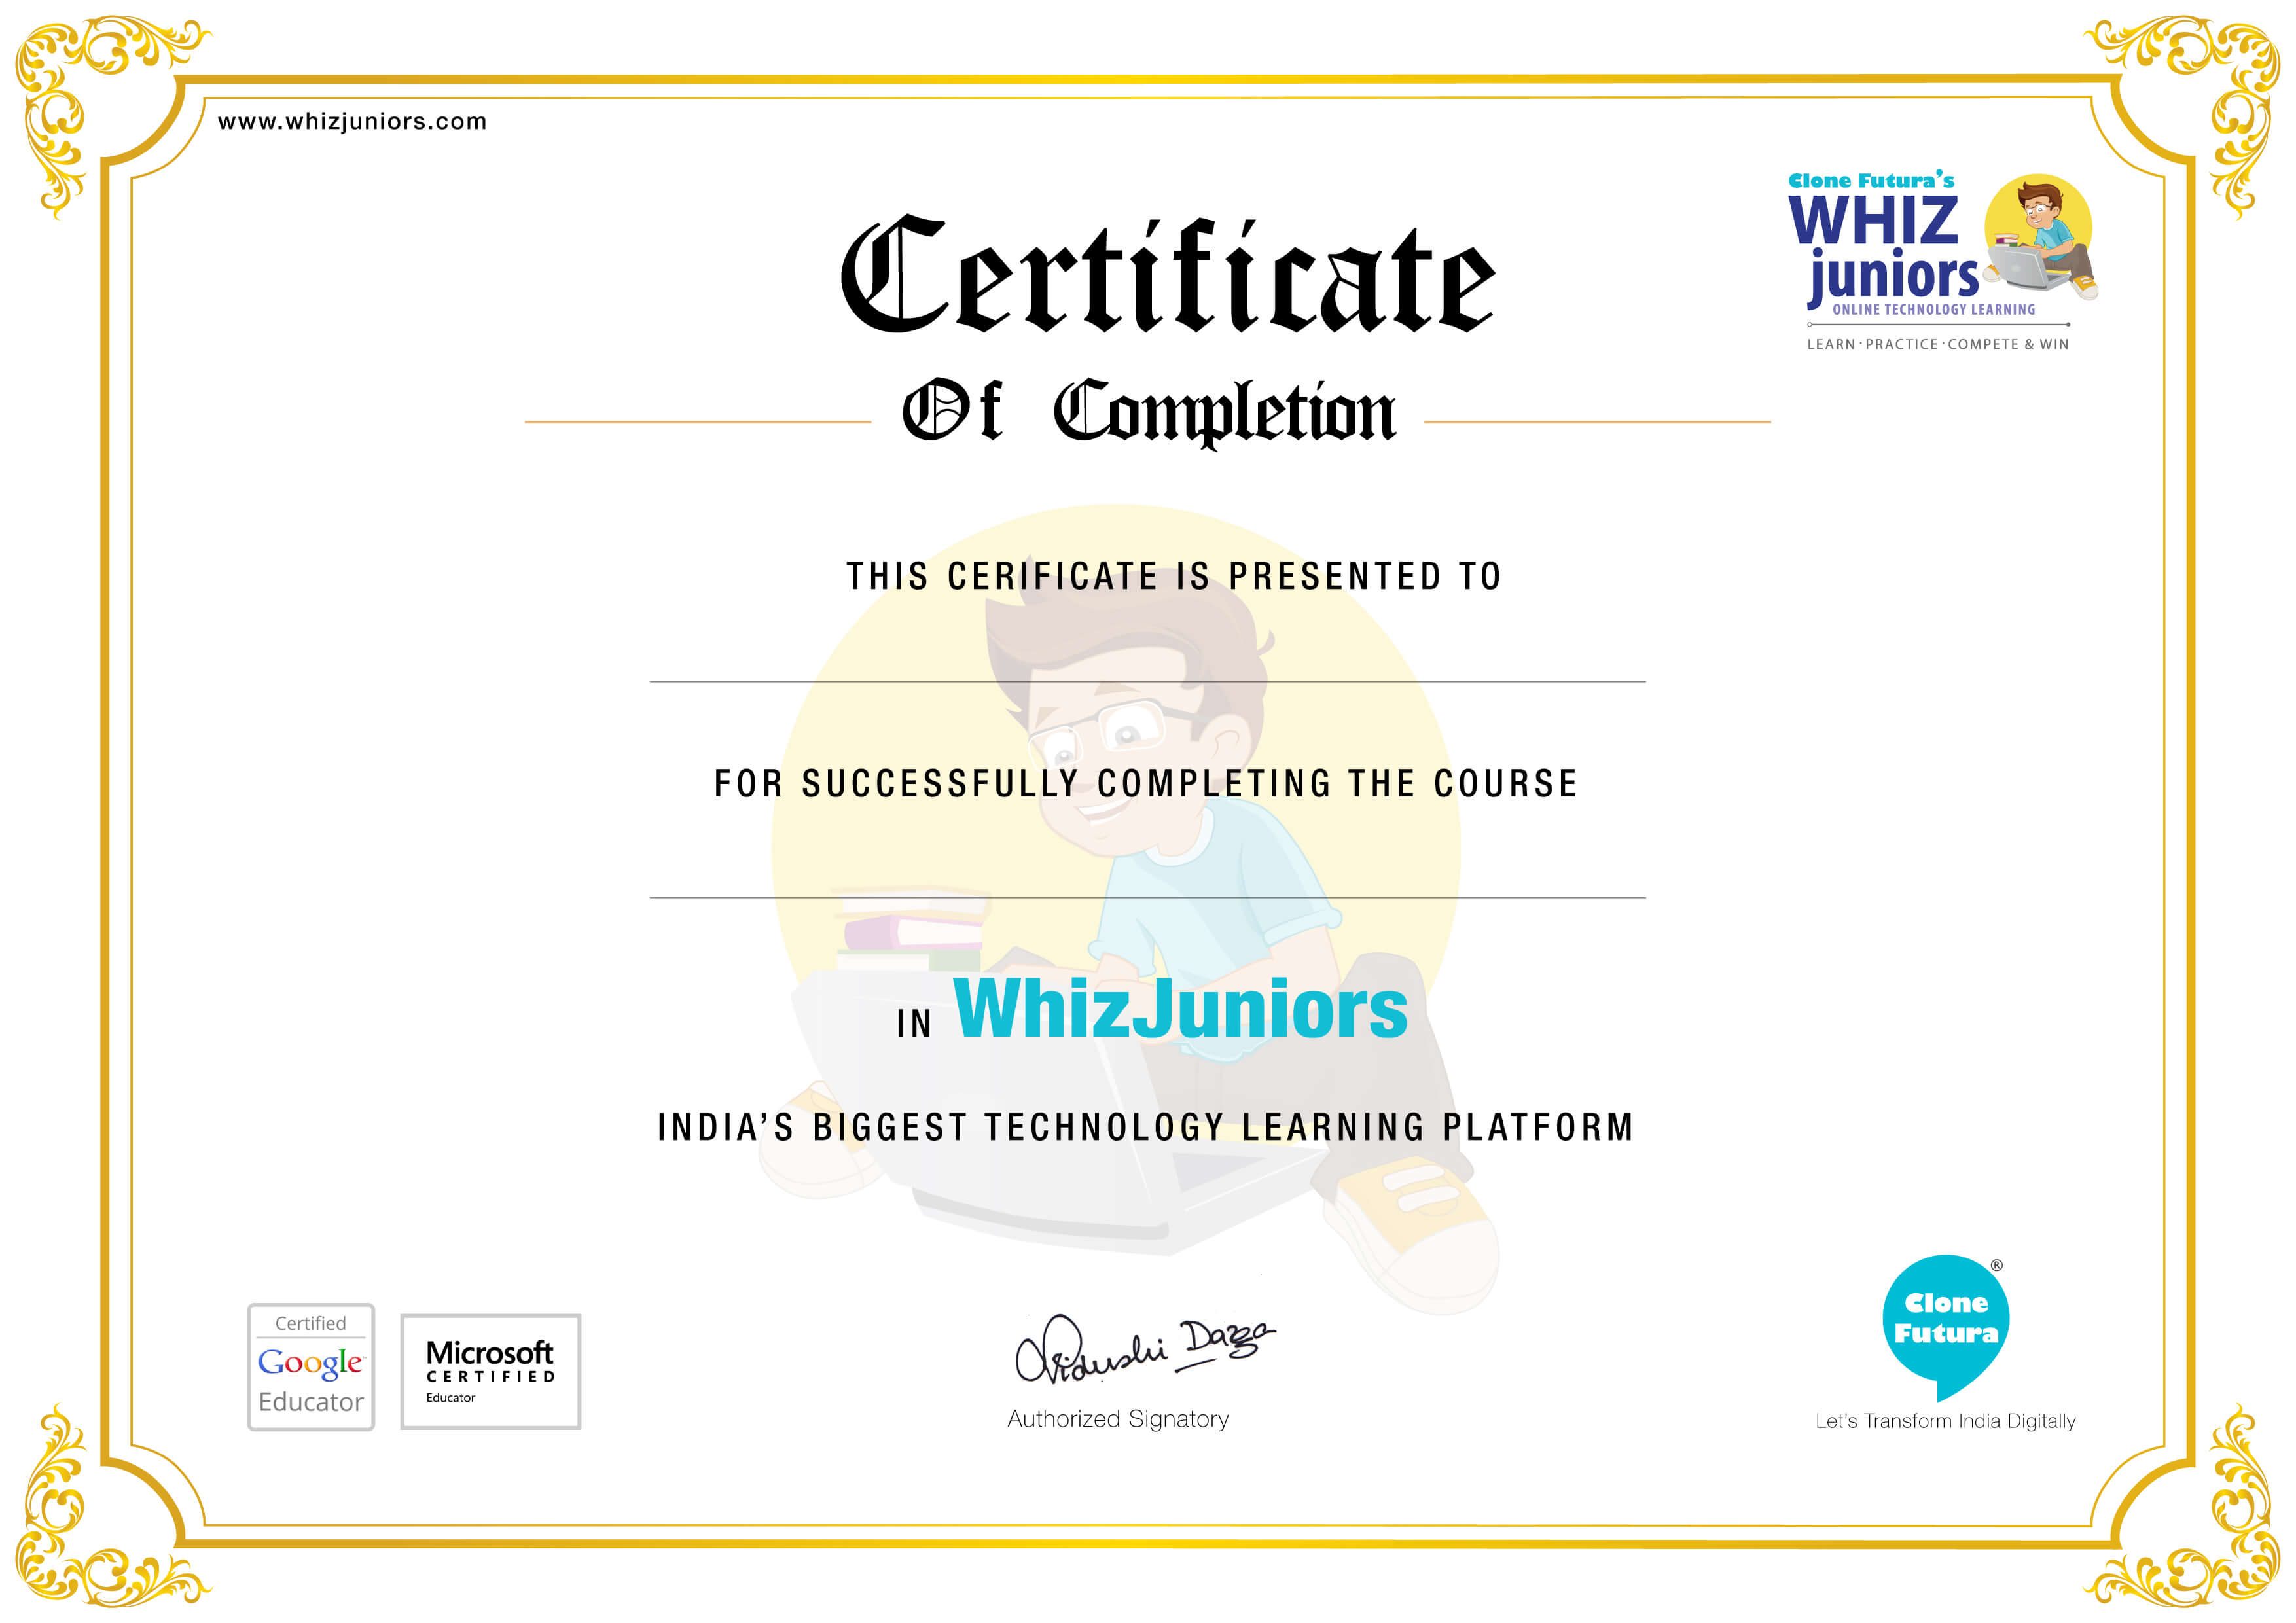 www.whizjuniors.com
Clone Futura's
WHIZ
juniors
ONLINE TECHNOLOGY LEARNING
LEARN · PRACTICE · COMPETE & WIN
Certificate
Of Completion
THIS CERIFICATE IS PRESENTED TO
FOR SUCCESSFULLY COMPLETING THE COURSE
IN WhizJuniors
INDIA’S BIGGEST TECHNOLOGY LEARNING PLATFORM
Certified
Google
Educator
Microsoft
CERTIFIED
Educator
Vidushi Daga
Authorized Signatory
®
Clone
Futura
Let’s Transform India Digitally